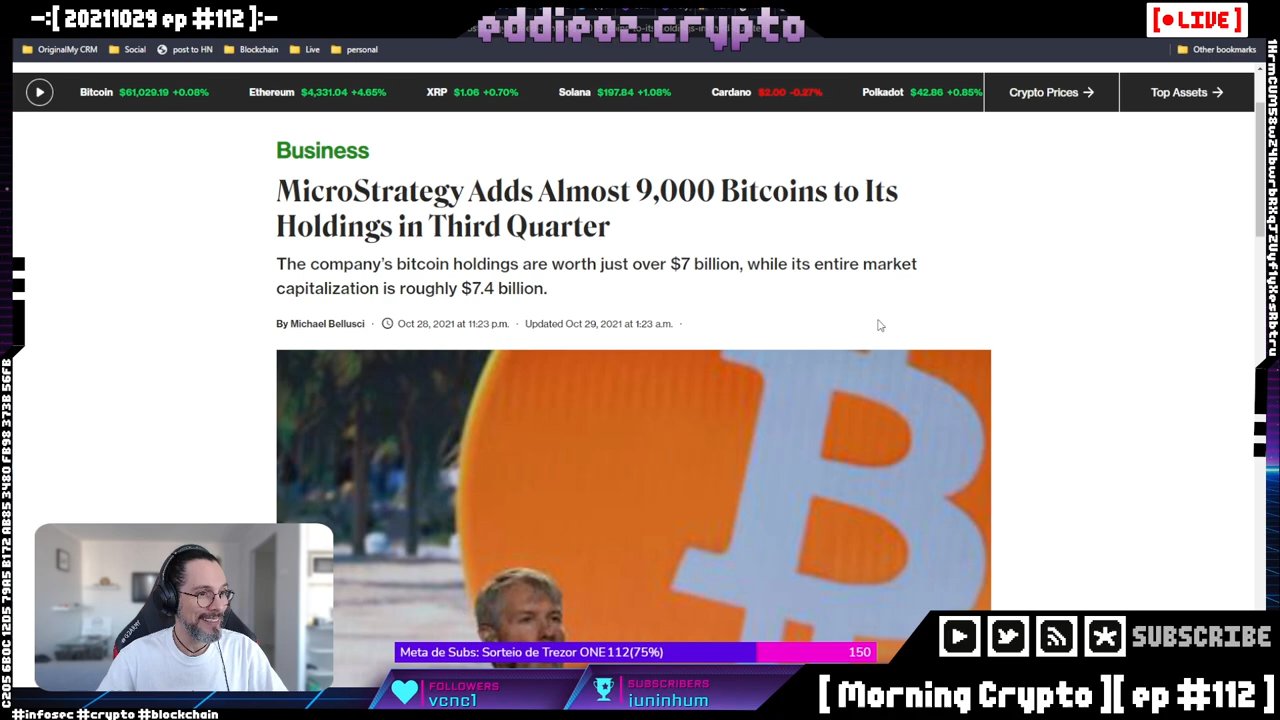 -:[ 20211029 ep #112 ]:-
eddieoz.crypto
[ • LIVE ]
OriginalMy CRM
Social
post to HN
Blockchain
Live
personal
Other bookmarks
Bitcoin $61,029.19 +0.08%
Ethereum $4,331.04 +4.65%
XRP $1.06 +0.70%
Solana $197.84 +1.08%
Cardano $2.00 -0.27%
Polkadot $42.86 +0.85%
Crypto Prices →
Top Assets →
Business
MicroStrategy Adds Almost 9,000 Bitcoins to Its
Holdings in Third Quarter
The company's bitcoin holdings are worth just over $7 billion, while its entire market
capitalization is roughly $7.4 billion.
By Michael Bellusci · Oct 28, 2021 at 11:23 p.m. · Updated Oct 29, 2021 at 1:23 a.m. ·
Meta de Subs: Sorteio de Trezor ONE 112(75%)
150
FOLLOWERS
vcnc1
SUBSCRIBERS
juninhum
SUBSCRIBE
[ Morning Crypto ][ ep #112 ]
#infosec #crypto #blockchain